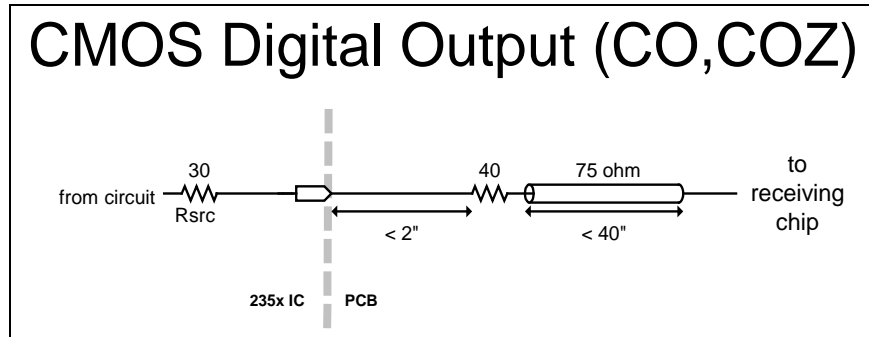 CMOS Digital Output (CO,COZ)
30
40
75 ohm
to
receiving
chip
from circuit
Rsrc
< 2"
< 40"
235x IC
PCB